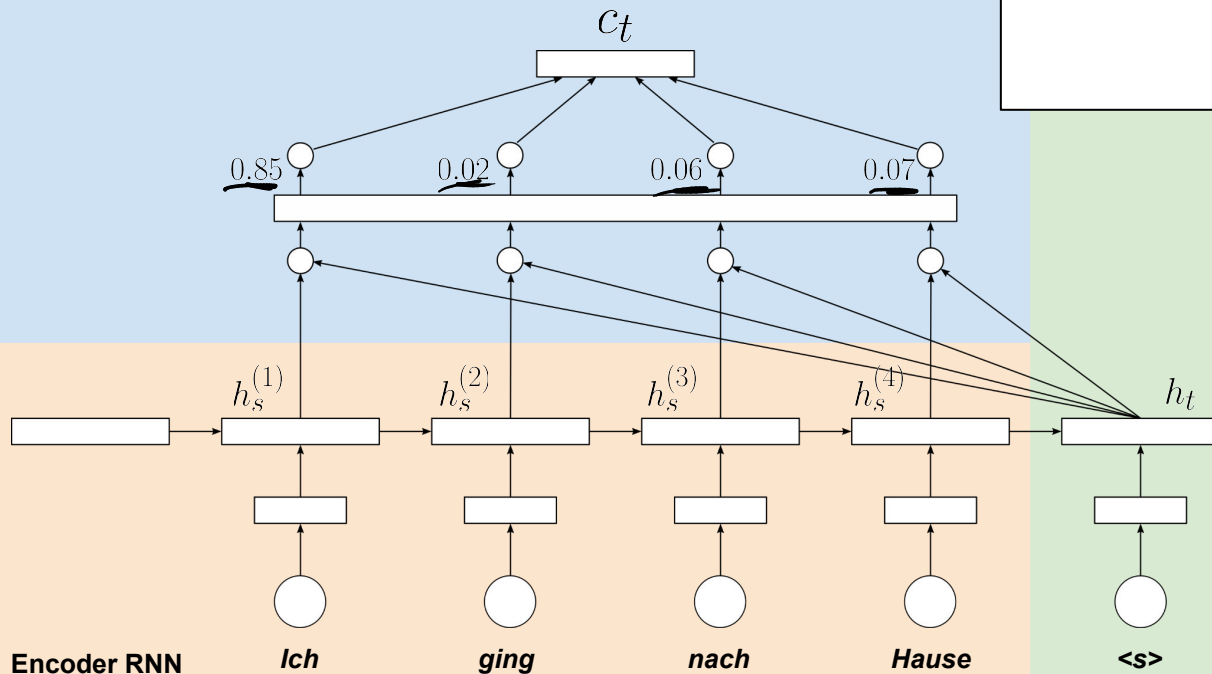 c_t
0.85 0.02 0.06 0.07
h_s^{(1)} h_s^{(2)} h_s^{(3)} h_s^{(4)} h_t
Encoder RNN Ich ging nach Hause <s>